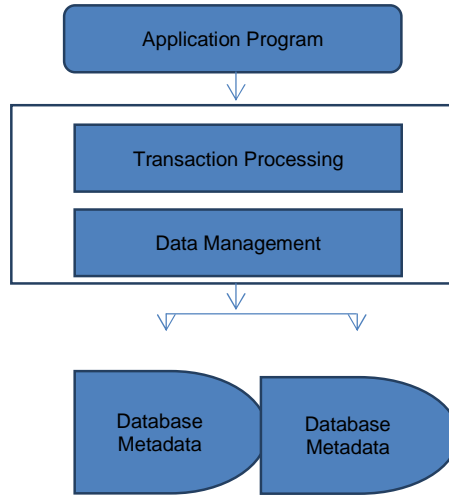 Application Program
Transaction Processing
Data Management
Database
Metadata
Database
Metadata